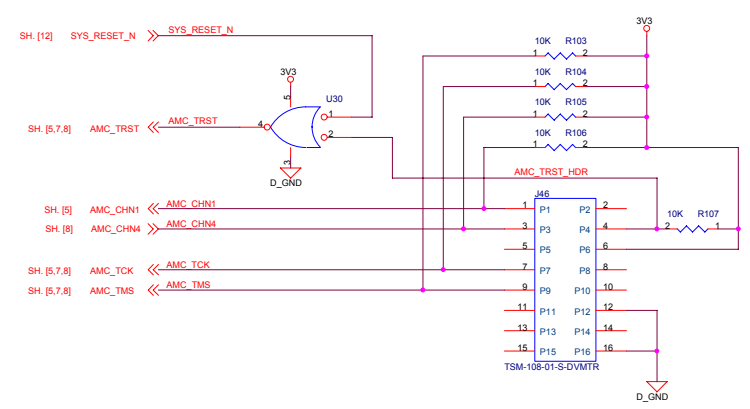 3V3
10K R103
1 2
SH. [12] SYS_RESET_N SYS_RESET_N
10K R104
1 2
3V3
5
U30
10K R105
1 2
1
SH. [5,7,8] AMC_TRST AMC_TRST 4
2
10K R106
1 2
3
D_GND
AMC_TRST_HDR
J46
SH. [5] AMC_CHN1 AMC_CHN1 1 P1 P2 2
10K R107
SH. [8] AMC_CHN4 AMC_CHN4 3 P3 P4 4 2 1
5 P5 P6 6
SH. [5,7,8] AMC_TCK AMC_TCK 7 P7 P8 8
SH. [5,7,8] AMC_TMS AMC_TMS 9 P9 P10 10
11 P11 P12 12
13 P13 P14 14
15 P15 P16 16
TSM-108-01-S-DVMTR
D_GND